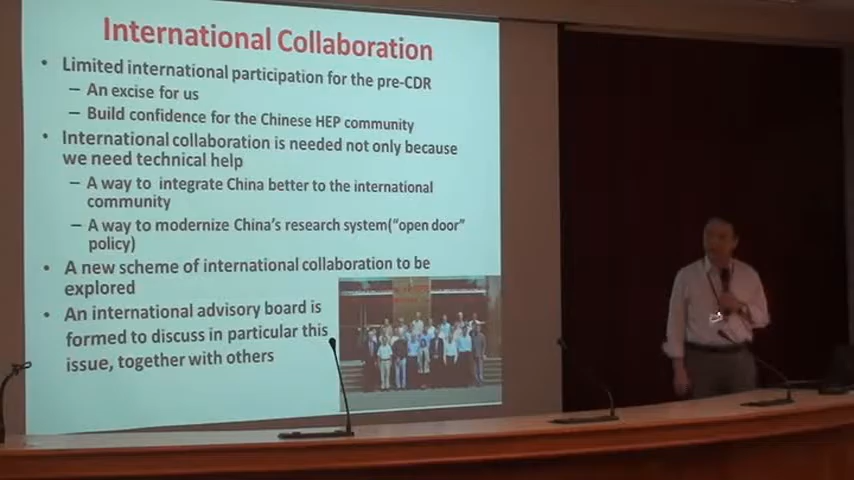 International Collaboration
• Limited international participation for the pre-CDR
– An excise for us
– Build confidence for the Chinese HEP community
• International collaboration is needed not only because
we need technical help
– A way to integrate China better to the international
community
– A way to modernize China's research system("open door"
policy)
• A new scheme of international collaboration to be
explored
• An international advisory board is
formed to discuss in particular this
issue, together with others